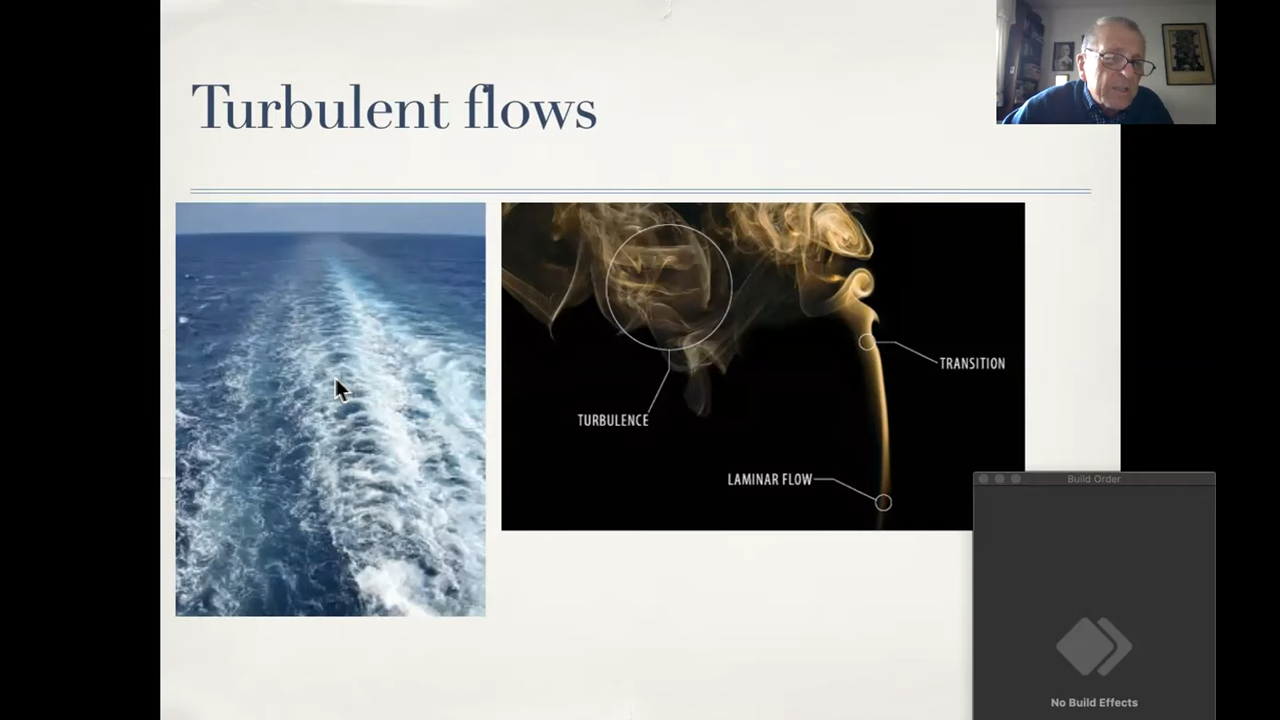 Turbulent flows
TRANSITION
TURBULENCE
LAMINAR FLOW
Build Order
No Build Effects